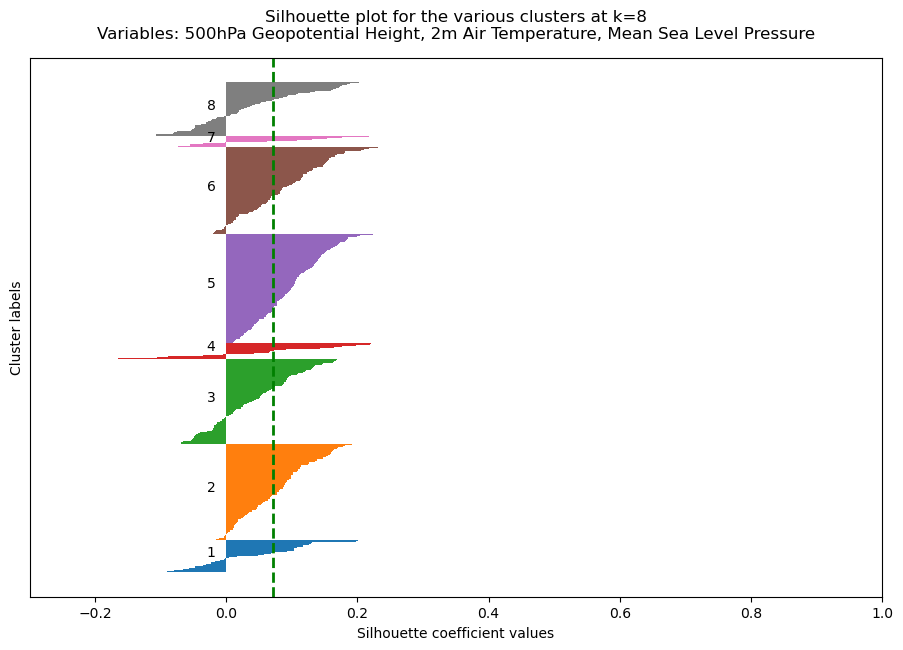 Silhouette plot for the various clusters at k=8
Variables: 500hPa Geopotential Height, 2m Air Temperature, Mean Sea Level Pressure
8
7
6
5
4
3
2
1
Cluster labels
−0.2 0.0 0.2 0.4 0.6 0.8 1.0
Silhouette coefficient values